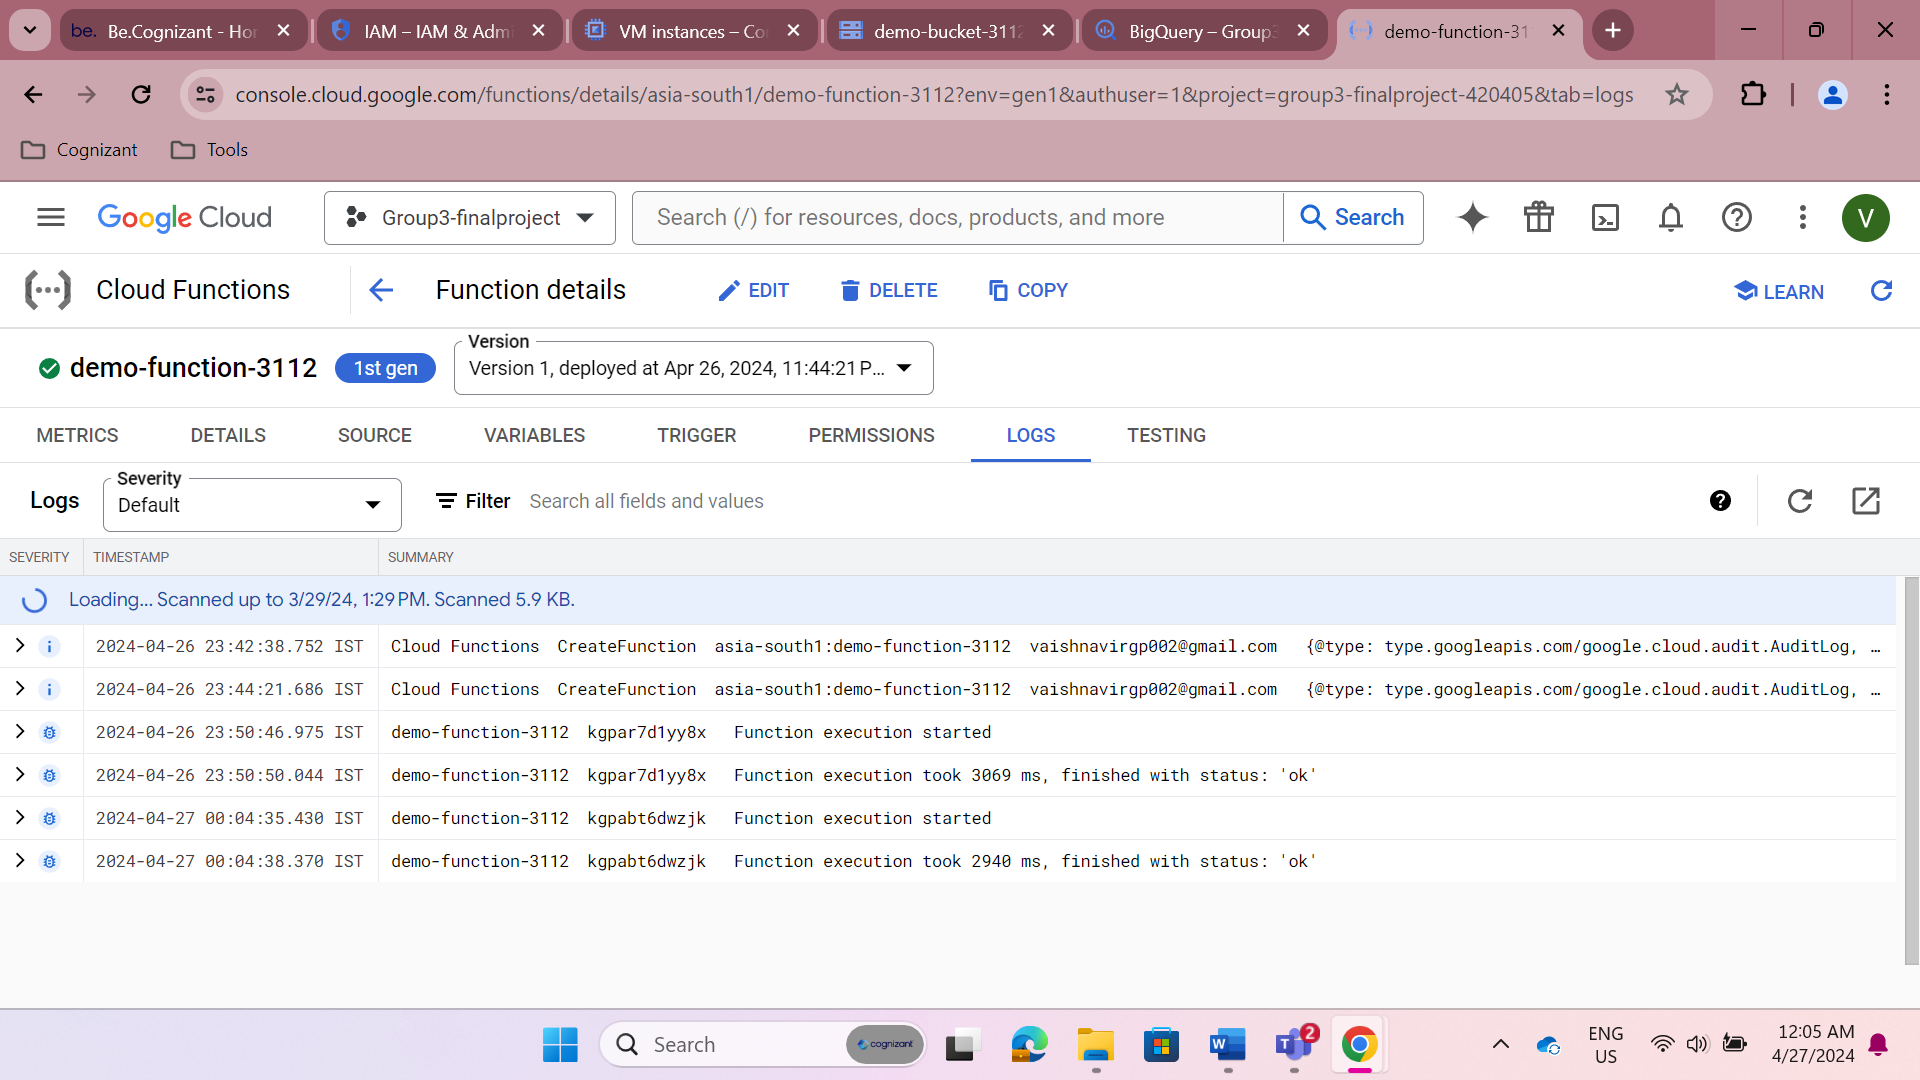 be. Be.Cognizant - Hor
IAM – IAM & Admi
VM instances – Co
demo-bucket-3112
BigQuery – Group3
demo-function-311
console.cloud.google.com/functions/details/asia-south1/demo-function-3112?env=gen1&authuser=1&project=group3-finalproject-420405&tab=logs
Cognizant
Tools
Google Cloud
Group3-finalproject
Search (/) for resources, docs, products, and more
Search
V
Cloud Functions
Function details
EDIT
DELETE
COPY
LEARN
demo-function-3112
1st gen
Version
Version 1, deployed at Apr 26, 2024, 11:44:21 P...
METRICS
DETAILS
SOURCE
VARIABLES
TRIGGER
PERMISSIONS
LOGS
TESTING
Logs
Severity
Default
Filter
Search all fields and values
SEVERITY
TIMESTAMP
SUMMARY
Loading... Scanned up to 3/29/24, 1:29 PM. Scanned 5.9 KB.
2024-04-26 23:42:38.752 IST Cloud Functions CreateFunction asia-south1:demo-function-3112 vaishnavirgp002@gmail.com {@type: type.googleapis.com/google.cloud.audit.AuditLog, …
2024-04-26 23:44:21.686 IST Cloud Functions CreateFunction asia-south1:demo-function-3112 vaishnavirgp002@gmail.com {@type: type.googleapis.com/google.cloud.audit.AuditLog, …
2024-04-26 23:50:46.975 IST demo-function-3112 kgpar7d1yy8x Function execution started
2024-04-26 23:50:50.044 IST demo-function-3112 kgpar7d1yy8x Function execution took 3069 ms, finished with status: 'ok'
2024-04-27 00:04:35.430 IST demo-function-3112 kgpabt6dwzjk Function execution started
2024-04-27 00:04:38.370 IST demo-function-3112 kgpabt6dwzjk Function execution took 2940 ms, finished with status: 'ok'
Search
cognizant
2
ENG
US
12:05 AM
4/27/2024